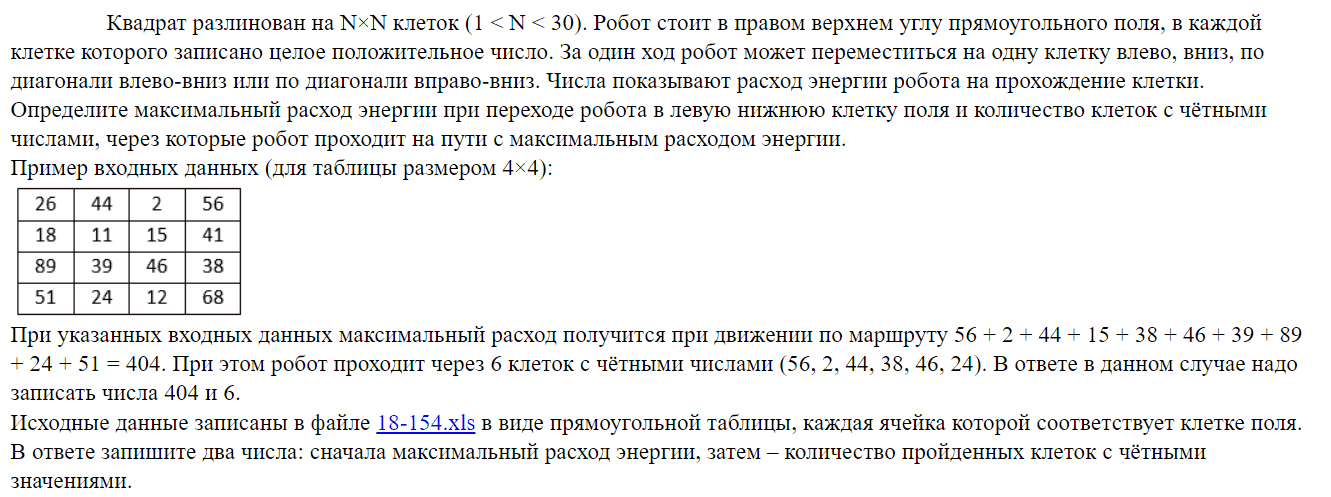 Квадрат разлинован на N×N клеток (1 < N < 30). Робот стоит в правом верхнем углу прямоугольного поля, в каждой
клетке которого записано целое положительное число. За один ход робот может переместиться на одну клетку влево, вниз, по
диагонали влево-вниз или по диагонали вправо-вниз. Числа показывают расход энергии робота на прохождение клетки.
Определите максимальный расход энергии при переходе робота в левую нижнюю клетку поля и количество клеток с чётными
числами, через которые робот проходит на пути с максимальным расходом энергии.
Пример входных данных (для таблицы размером 4×4):
26 44 2 56
18 11 15 41
89 39 46 38
51 24 12 68
При указанных входных данных максимальный расход получится при движении по маршруту 56 + 2 + 44 + 15 + 38 + 46 + 39 + 89
+ 24 + 51 = 404. При этом робот проходит через 6 клеток с чётными числами (56, 2, 44, 38, 46, 24). В ответе в данном случае надо
записать числа 404 и 6.
Исходные данные записаны в файле 18-154.xls в виде прямоугольной таблицы, каждая ячейка которой соответствует клетке поля.
В ответе запишите два числа: сначала максимальный расход энергии, затем – количество пройденных клеток с чётными
значениями.